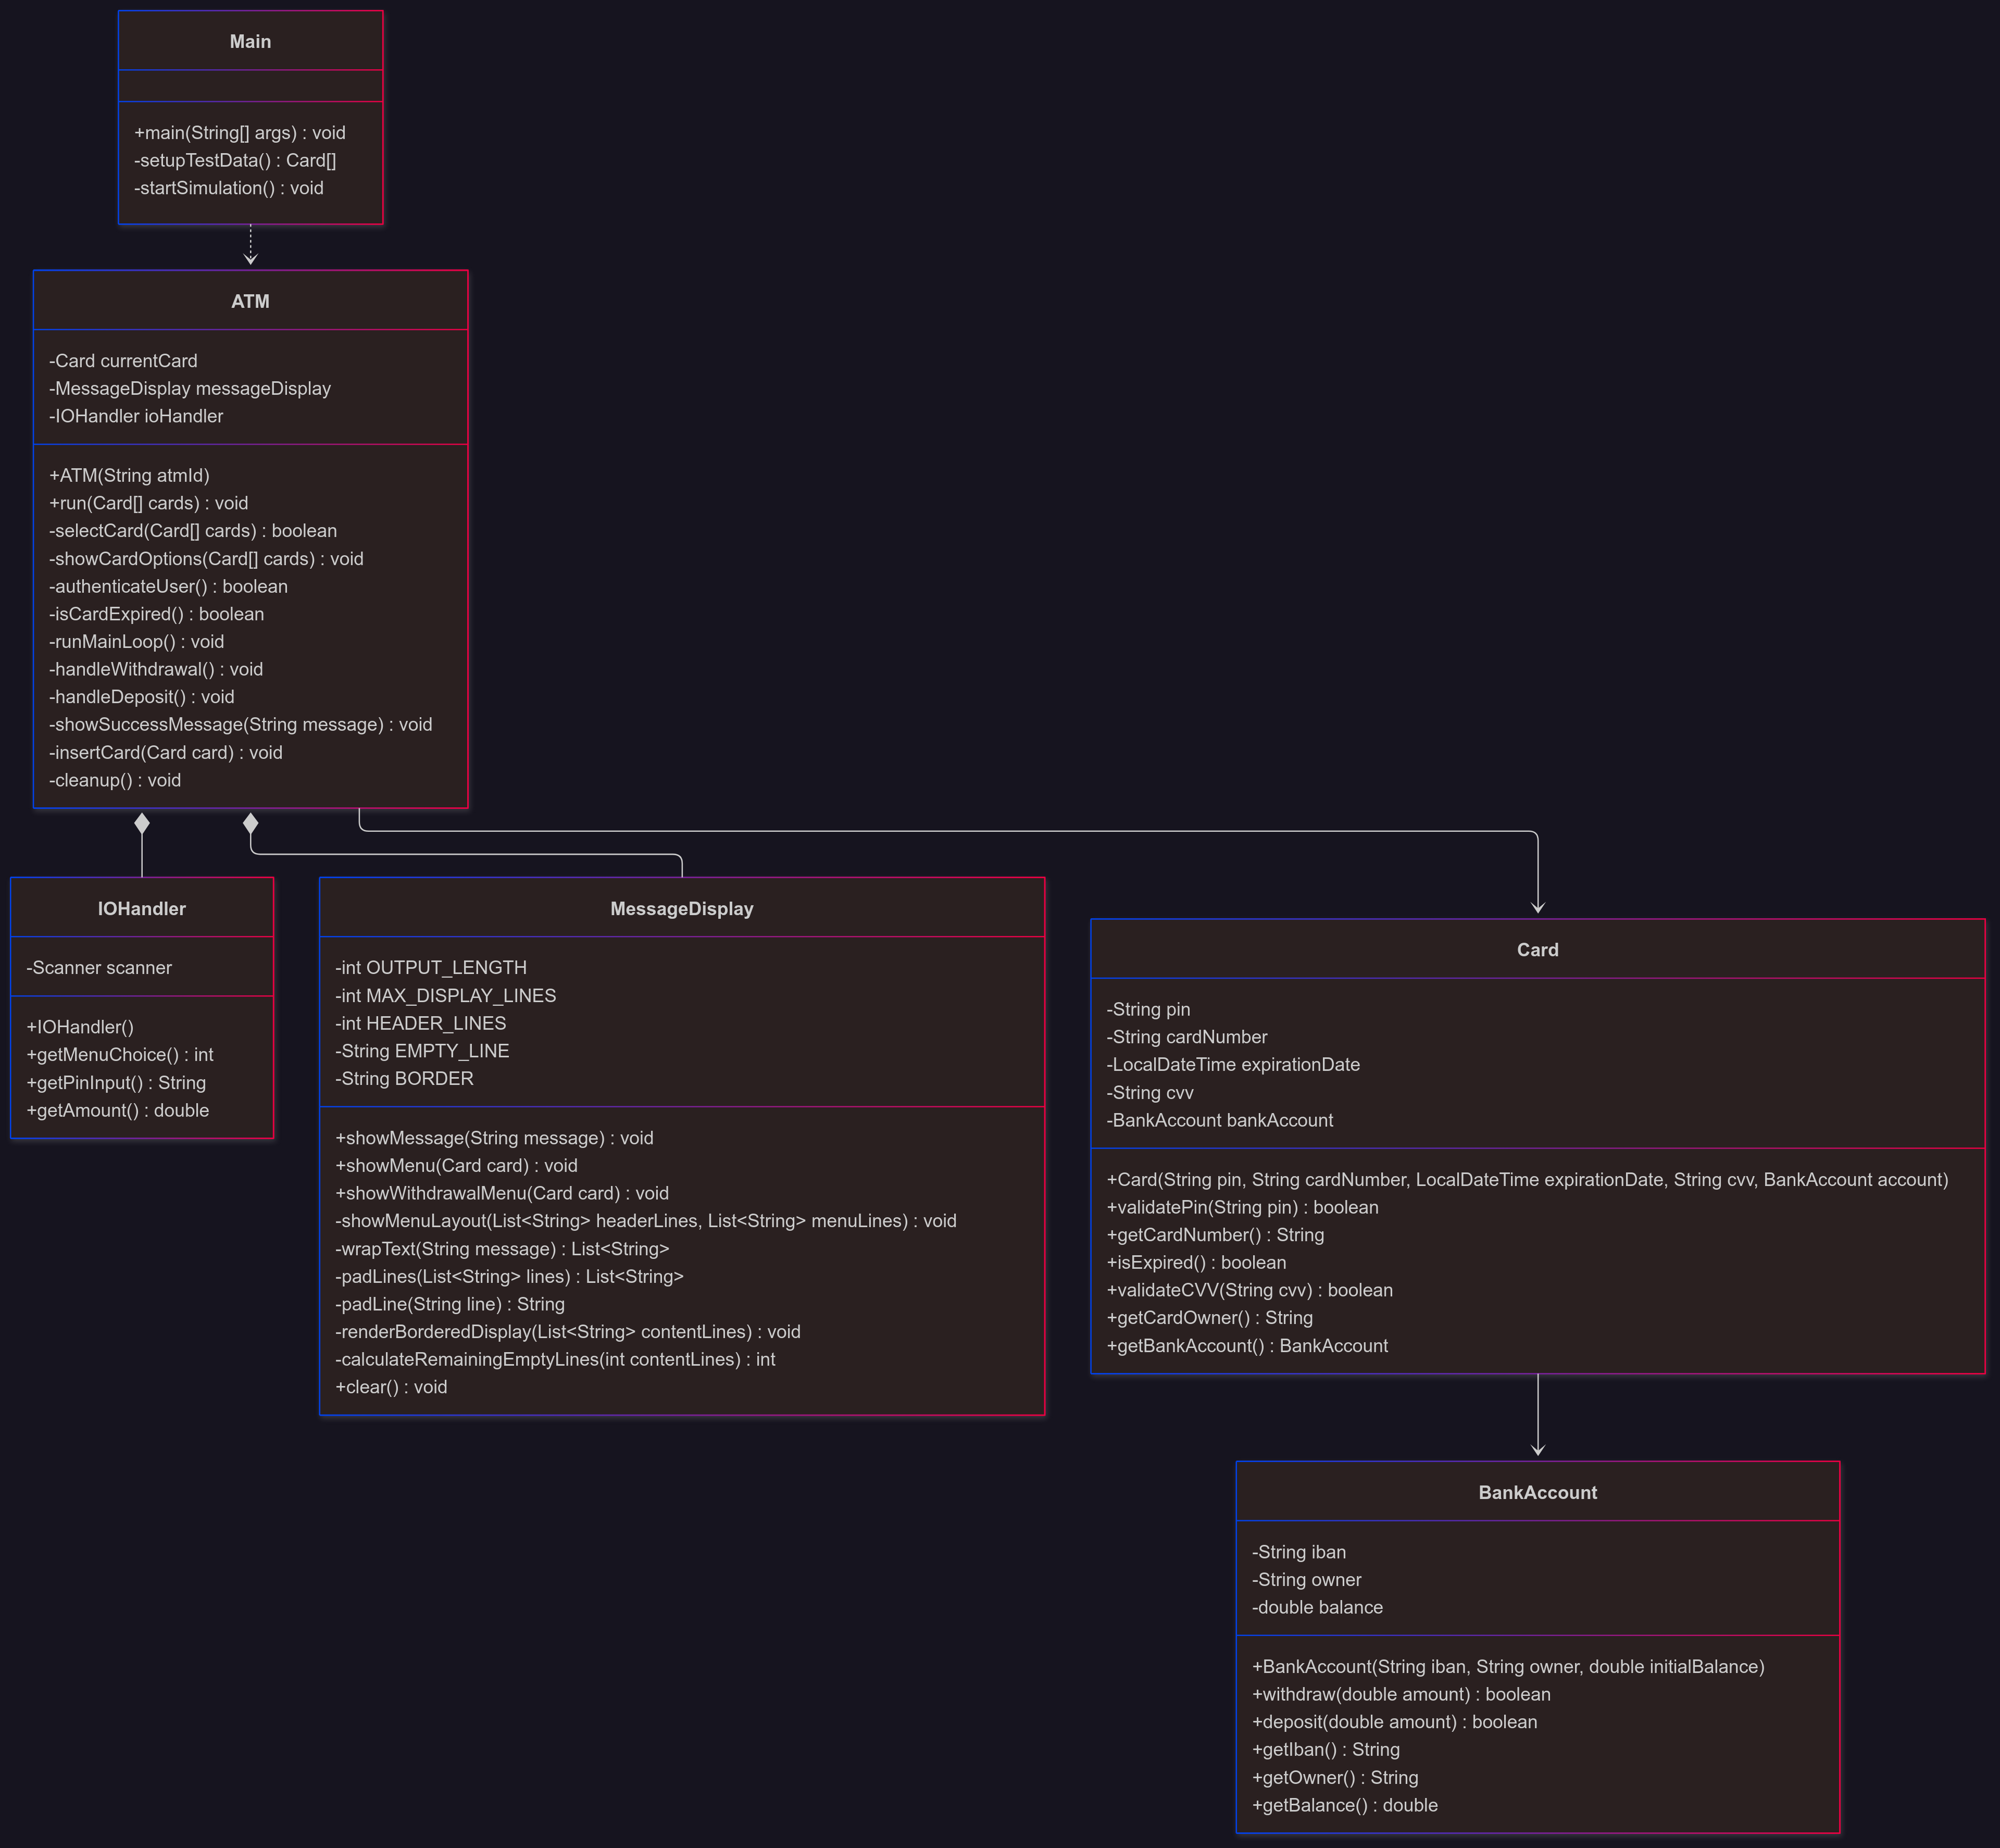 Main
+main(String[] args) : void
-setupTestData() : Card[]
-startSimulation() : void
ATM
-Card currentCard
-MessageDisplay messageDisplay
-IOHandler ioHandler
+ATM(String atmId)
+run(Card[] cards) : void
-selectCard(Card[] cards) : boolean
-showCardOptions(Card[] cards) : void
-authenticateUser() : boolean
-isCardExpired() : boolean
-runMainLoop() : void
-handleWithdrawal() : void
-handleDeposit() : void
-showSuccessMessage(String message) : void
-insertCard(Card card) : void
-cleanup() : void
IOHandler
-Scanner scanner
+IOHandler()
+getMenuChoice() : int
+getPinInput() : String
+getAmount() : double
MessageDisplay
-int OUTPUT_LENGTH
-int MAX_DISPLAY_LINES
-int HEADER_LINES
-String EMPTY_LINE
-String BORDER
+showMessage(String message) : void
+showMenu(Card card) : void
+showWithdrawalMenu(Card card) : void
-showMenuLayout(List<String> headerLines, List<String> menuLines) : void
-wrapText(String message) : List<String>
-padLines(List<String> lines) : List<String>
-padLine(String line) : String
-renderBorderedDisplay(List<String> contentLines) : void
-calculateRemainingEmptyLines(int contentLines) : int
+clear() : void
Card
-String pin
-String cardNumber
-LocalDateTime expirationDate
-String cvv
-BankAccount bankAccount
+Card(String pin, String cardNumber, LocalDateTime expirationDate, String cvv, BankAccount account)
+validatePin(String pin) : boolean
+getCardNumber() : String
+isExpired() : boolean
+validateCVV(String cvv) : boolean
+getCardOwner() : String
+getBankAccount() : BankAccount
BankAccount
-String iban
-String owner
-double balance
+BankAccount(String iban, String owner, double initialBalance)
+withdraw(double amount) : boolean
+deposit(double amount) : boolean
+getIban() : String
+getOwner() : String
+getBalance() : double